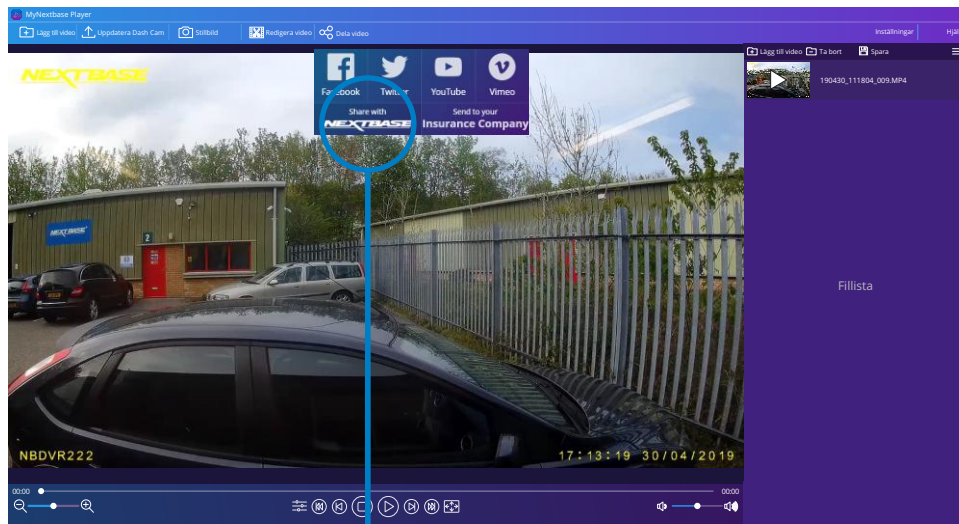 MyNextbase Player
Lägg till video Uppdatera Dash Cam Stillbild Redigera video Dela video Inställningar Hjäl
Lägg till video Ta bort Spara
Facebook Twitter YouTube Vimeo
Share with
NEXTBASE
Send to your
Insurance Company
NEXTBASE
190430_111804_009.MP4
NEXTBASE
2
Fillista
NBDVR222 17:13:19 30/04/2019
00:00 00:00